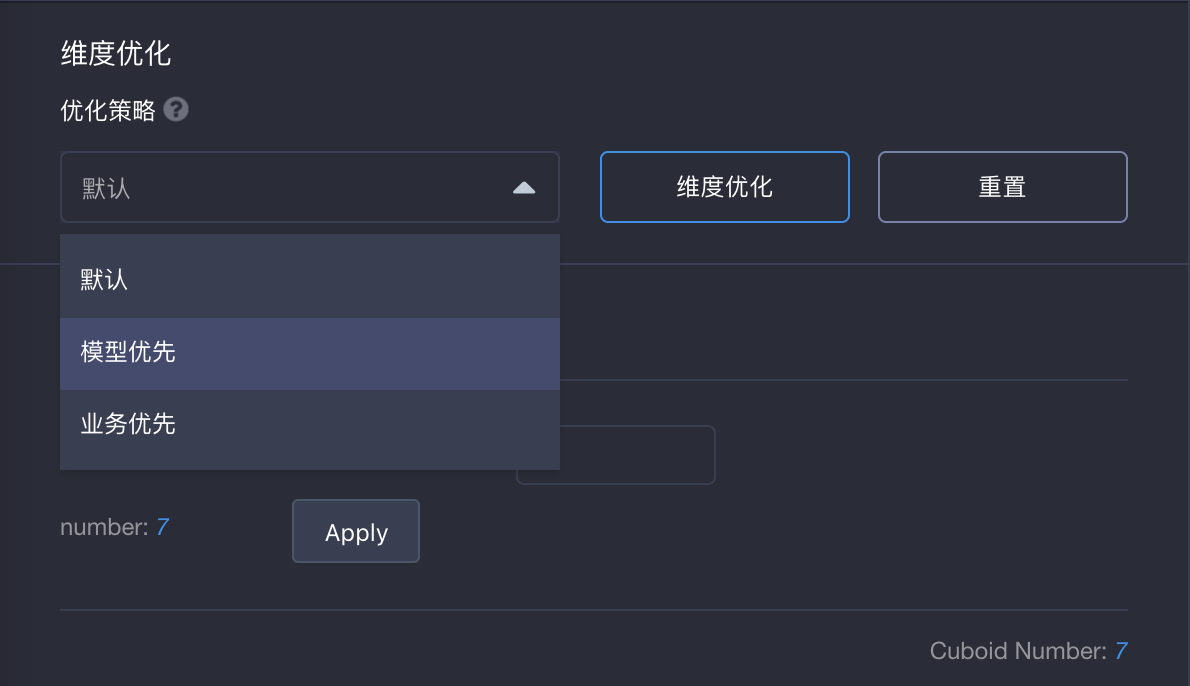 维度优化
优化策略 ?
默认 维度优化 重置
默认
模型优先
业务优先
number: 7 Apply
Cuboid Number: 7